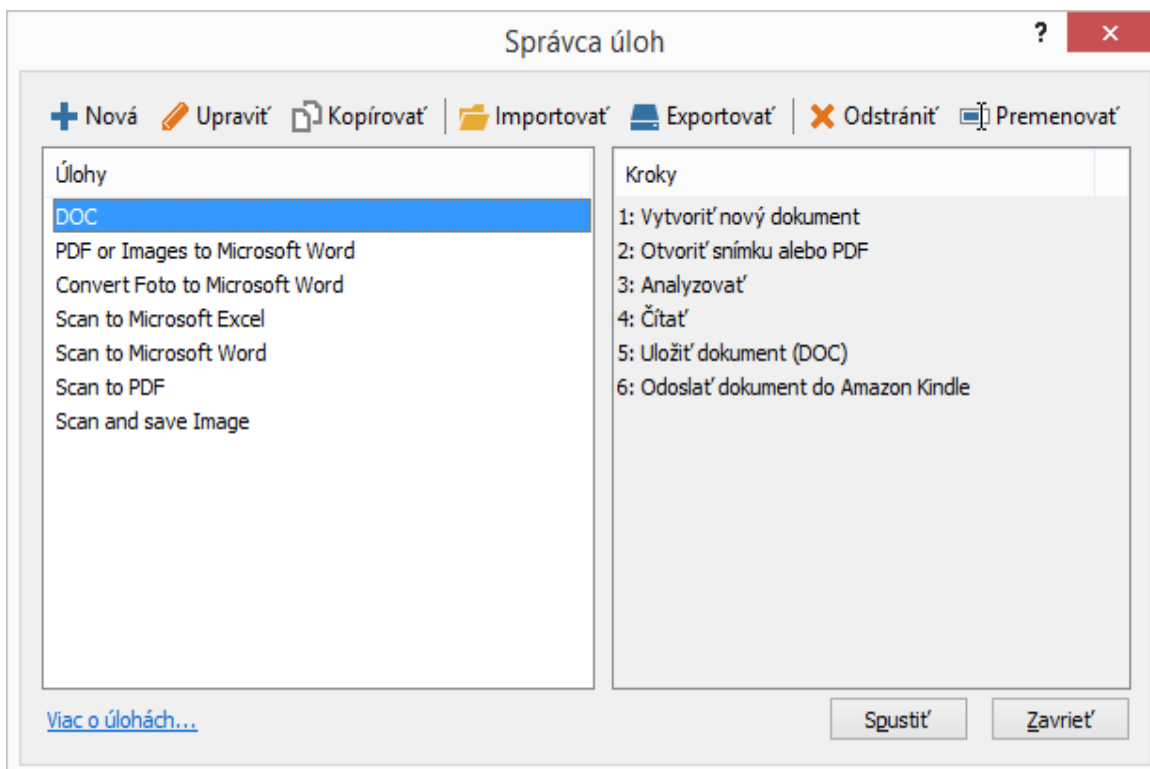 Správca úloh
?
Nová Upraviť Kopírovať Importovať Exportovať Odstrániť Premenovať
Úlohy
DOC
PDF or Images to Microsoft Word
Convert Foto to Microsoft Word
Scan to Microsoft Excel
Scan to Microsoft Word
Scan to PDF
Scan and save Image
Kroky
1: Vytvoriť nový dokument
2: Otvoriť snímku alebo PDF
3: Analyzovať
4: Čítať
5: Uložiť dokument (DOC)
6: Odoslať dokument do Amazon Kindle
Viac o úlohách...
Spustiť
Zavrieť